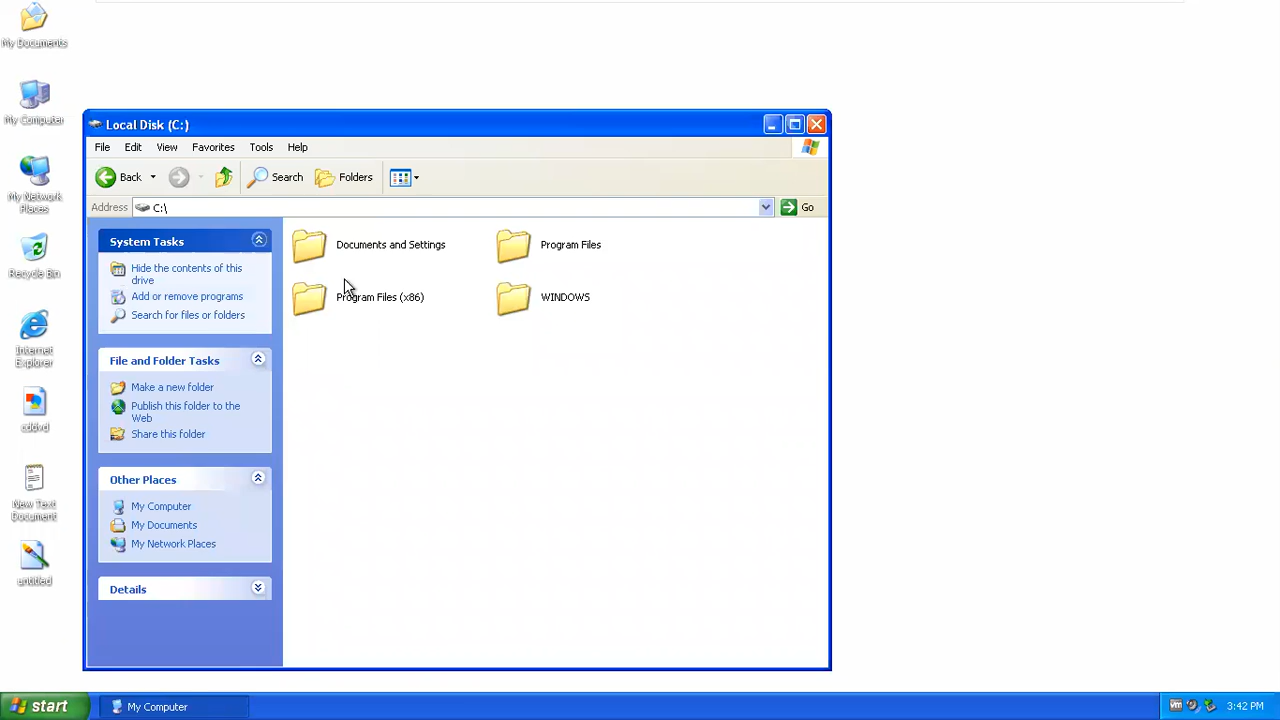 My Documents
My Computer
My Network
Places
Recycle Bin
Internet
Explorer
cddvd
New Text
Document
untitled
Local Disk (C:)
File Edit View Favorites Tools Help
Back Search Folders
Address C:\ Go
System Tasks
Hide the contents of this
drive
Add or remove programs
Search for files or folders
File and Folder Tasks
Make a new folder
Publish this folder to the
Web
Share this folder
Other Places
My Computer
My Documents
My Network Places
Details
Documents and Settings Program Files
Program Files (x86) WINDOWS
start My Computer vm 3:42 PM